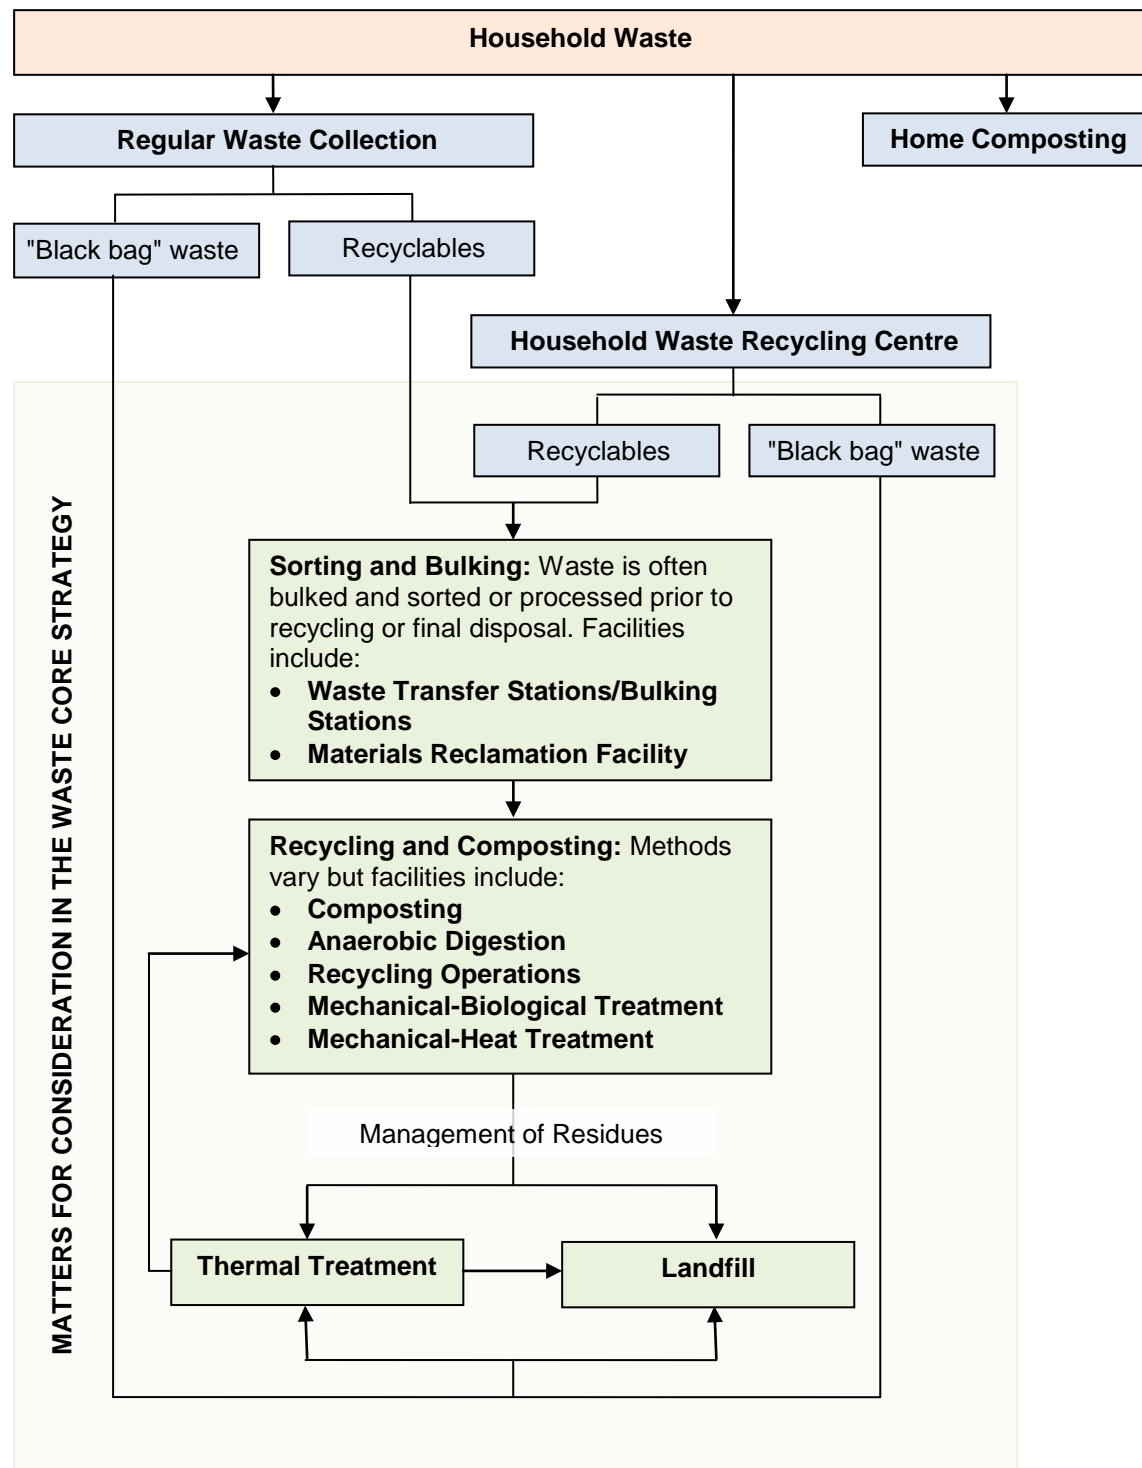 Household Waste
Regular Waste Collection
Home Composting
"Black bag" waste
Recyclables
Household Waste Recycling Centre
Recyclables
"Black bag" waste
MATTERS FOR CONSIDERATION IN THE WASTE CORE STRATEGY
Sorting and Bulking: Waste is often
bulked and sorted or processed prior to
recycling or final disposal. Facilities
include:
• Waste Transfer Stations/Bulking
Stations
• Materials Reclamation Facility
Recycling and Composting: Methods
vary but facilities include:
• Composting
• Anaerobic Digestion
• Recycling Operations
• Mechanical-Biological Treatment
• Mechanical-Heat Treatment
Management of Residues
Thermal Treatment
Landfill